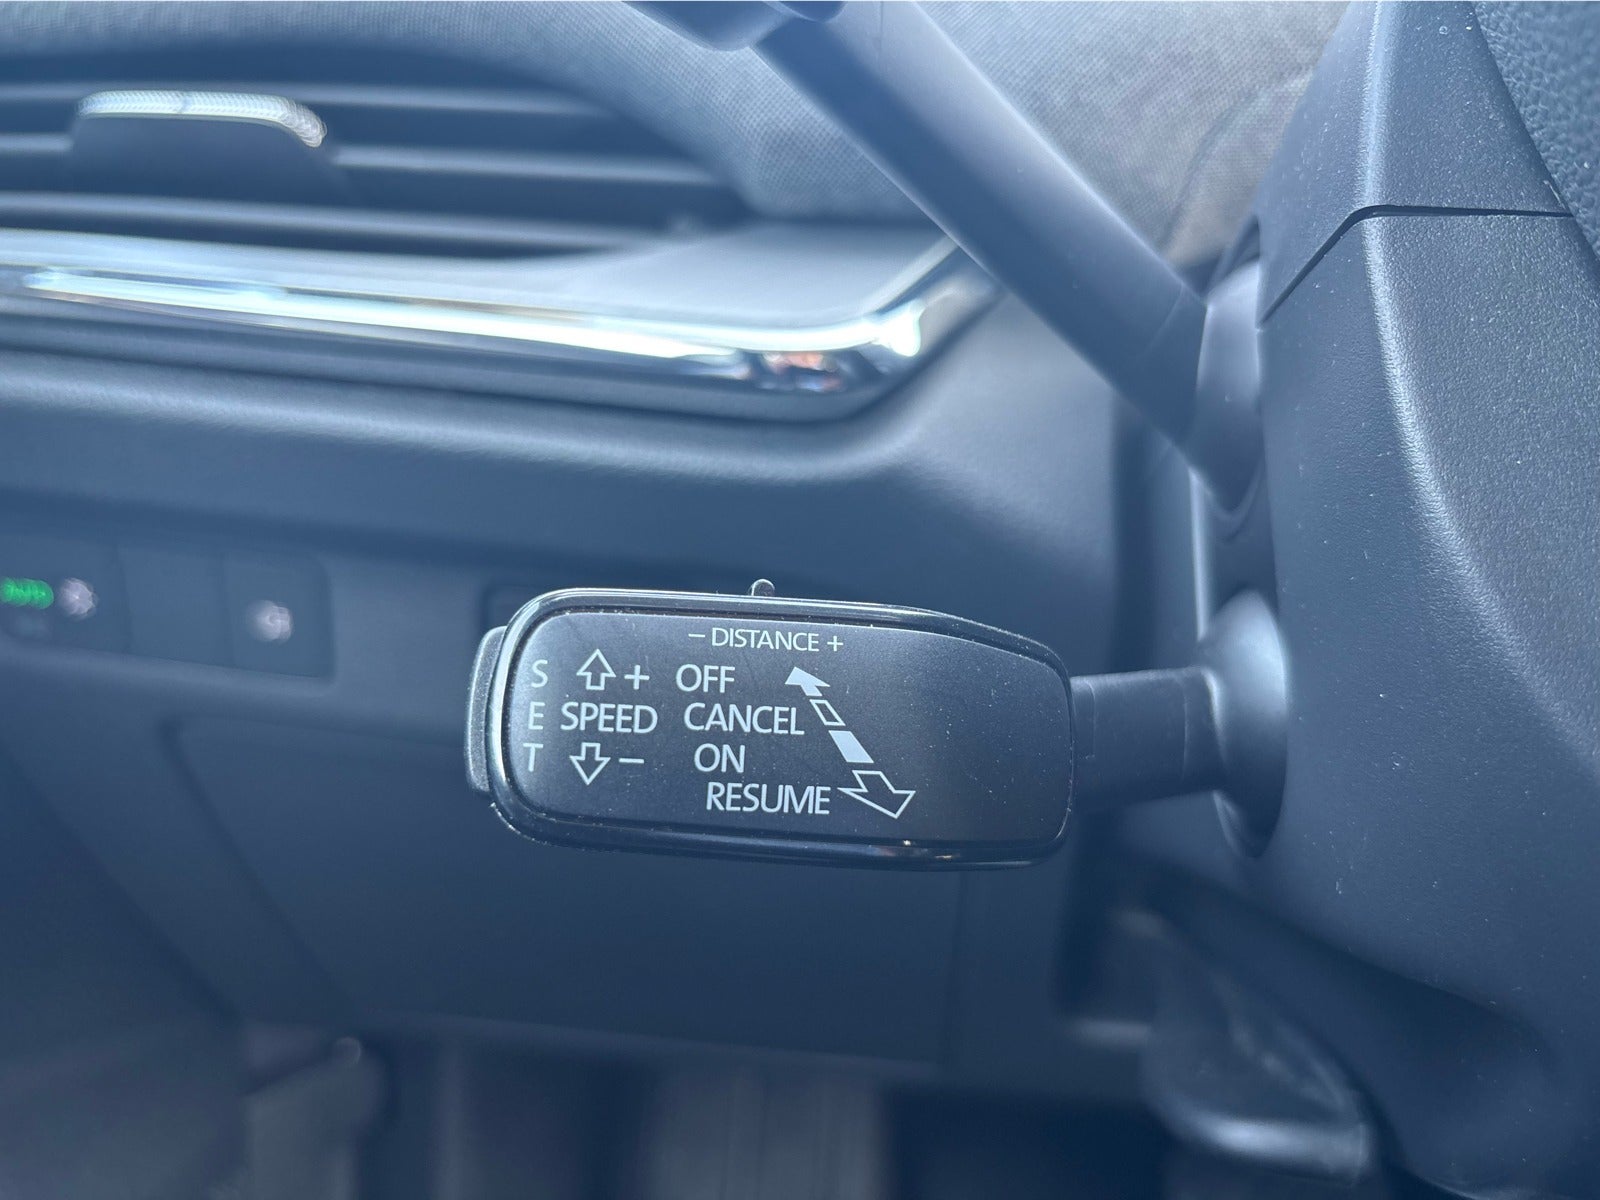 − DISTANCE +
S + OFF
E SPEED CANCEL
T − ON
RESUME